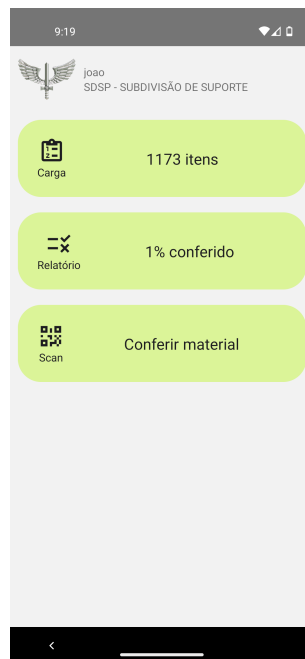 9:19
joao
SDSP - SUBDIVISÃO DE SUPORTE
Carga
1173 itens
Relatório
1% conferido
Scan
Conferir material